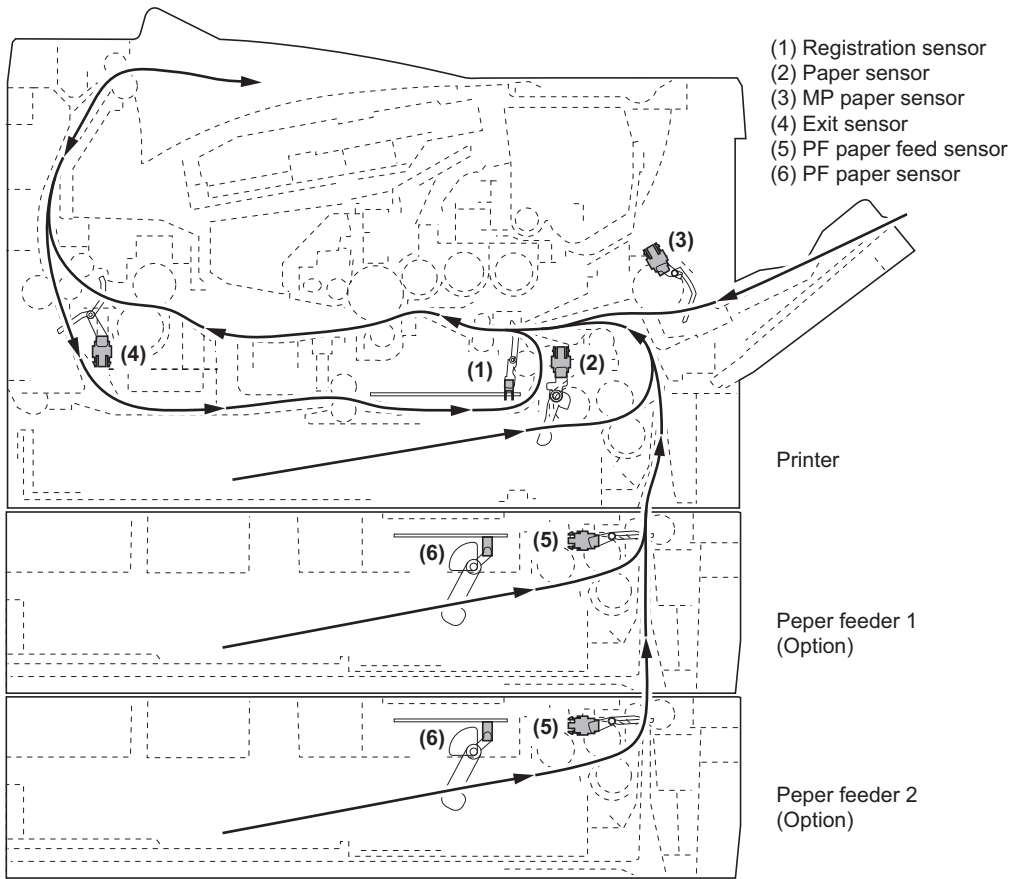 (1) Registration sensor
(2) Paper sensor
(3) MP paper sensor
(4) Exit sensor
(5) PF paper feed sensor
(6) PF paper sensor
(3)
(4)
(1)
(2)
Printer
(6)
(5)
Peper feeder 1
(Option)
(6)
(5)
Peper feeder 2
(Option)